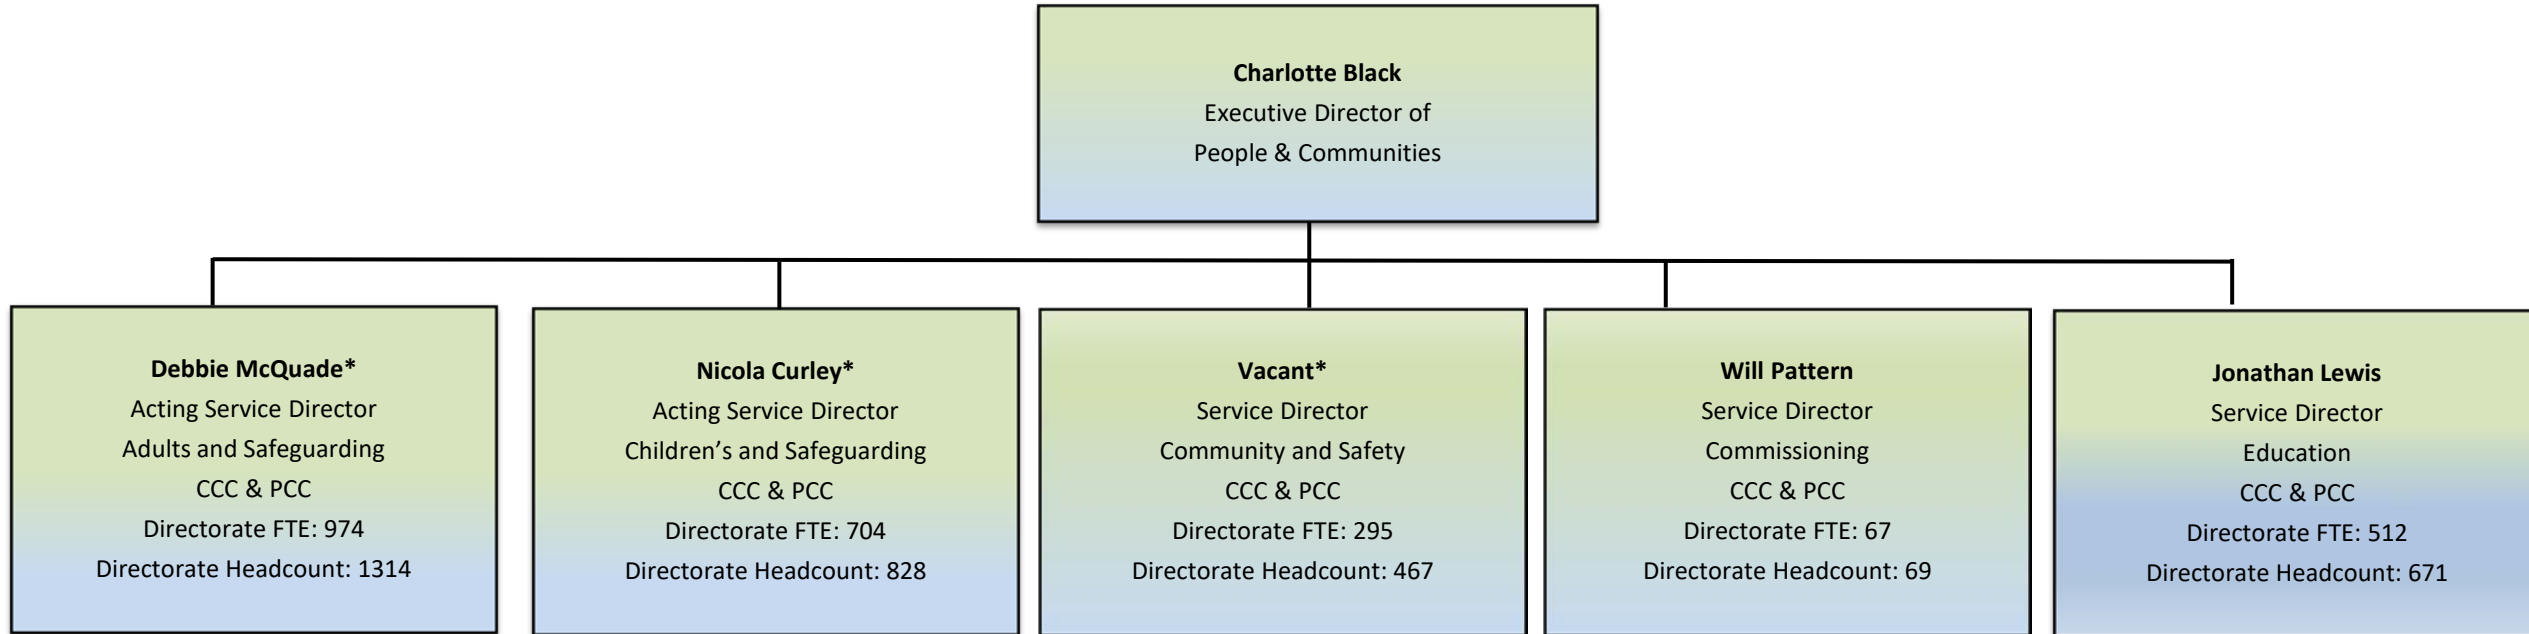 Charlotte Black
Executive Director of
People & Communities
Debbie McQuade*
Acting Service Director
Adults and Safeguarding
CCC & PCC
Directorate FTE: 974
Directorate Headcount: 1314
Nicola Curley*
Acting Service Director
Children’s and Safeguarding
CCC & PCC
Directorate FTE: 704
Directorate Headcount: 828
Vacant*
Service Director
Community and Safety
CCC & PCC
Directorate FTE: 295
Directorate Headcount: 467
Will Pattern
Service Director
Commissioning
CCC & PCC
Directorate FTE: 67
Directorate Headcount: 69
Jonathan Lewis
Service Director
Education
CCC & PCC
Directorate FTE: 512
Directorate Headcount: 671